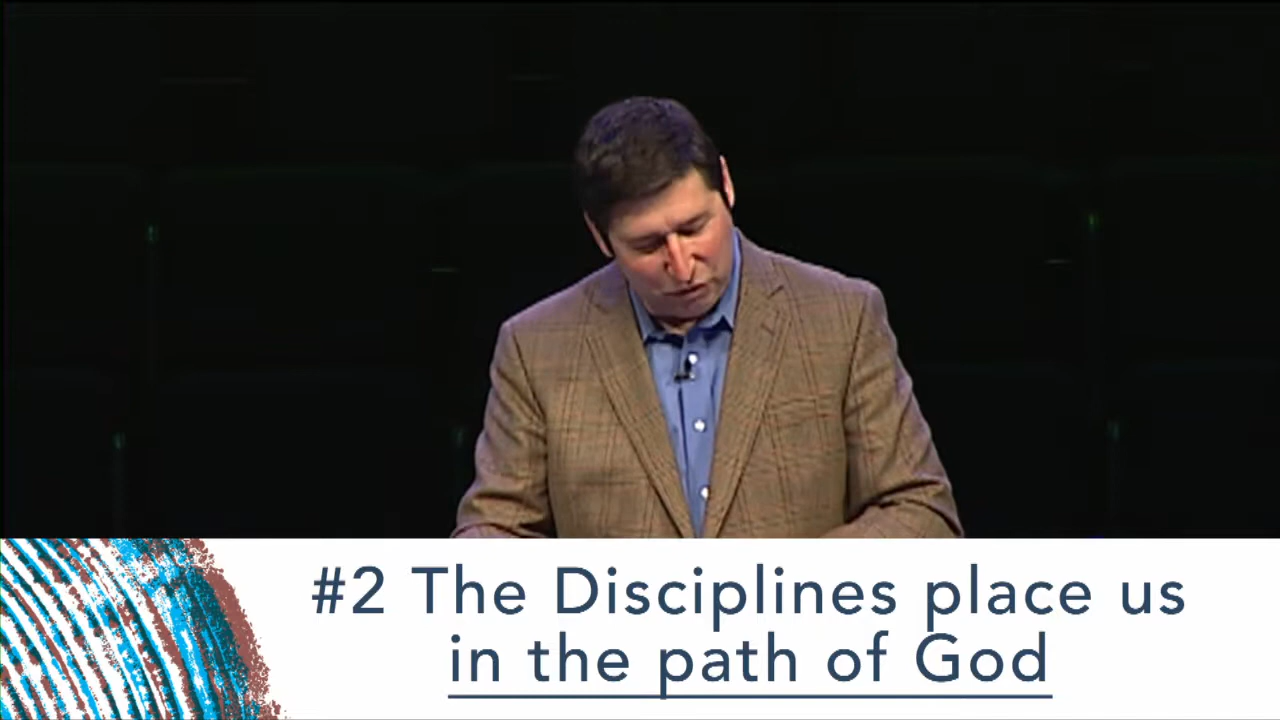 #2 The Disciplines place us
in the path of God